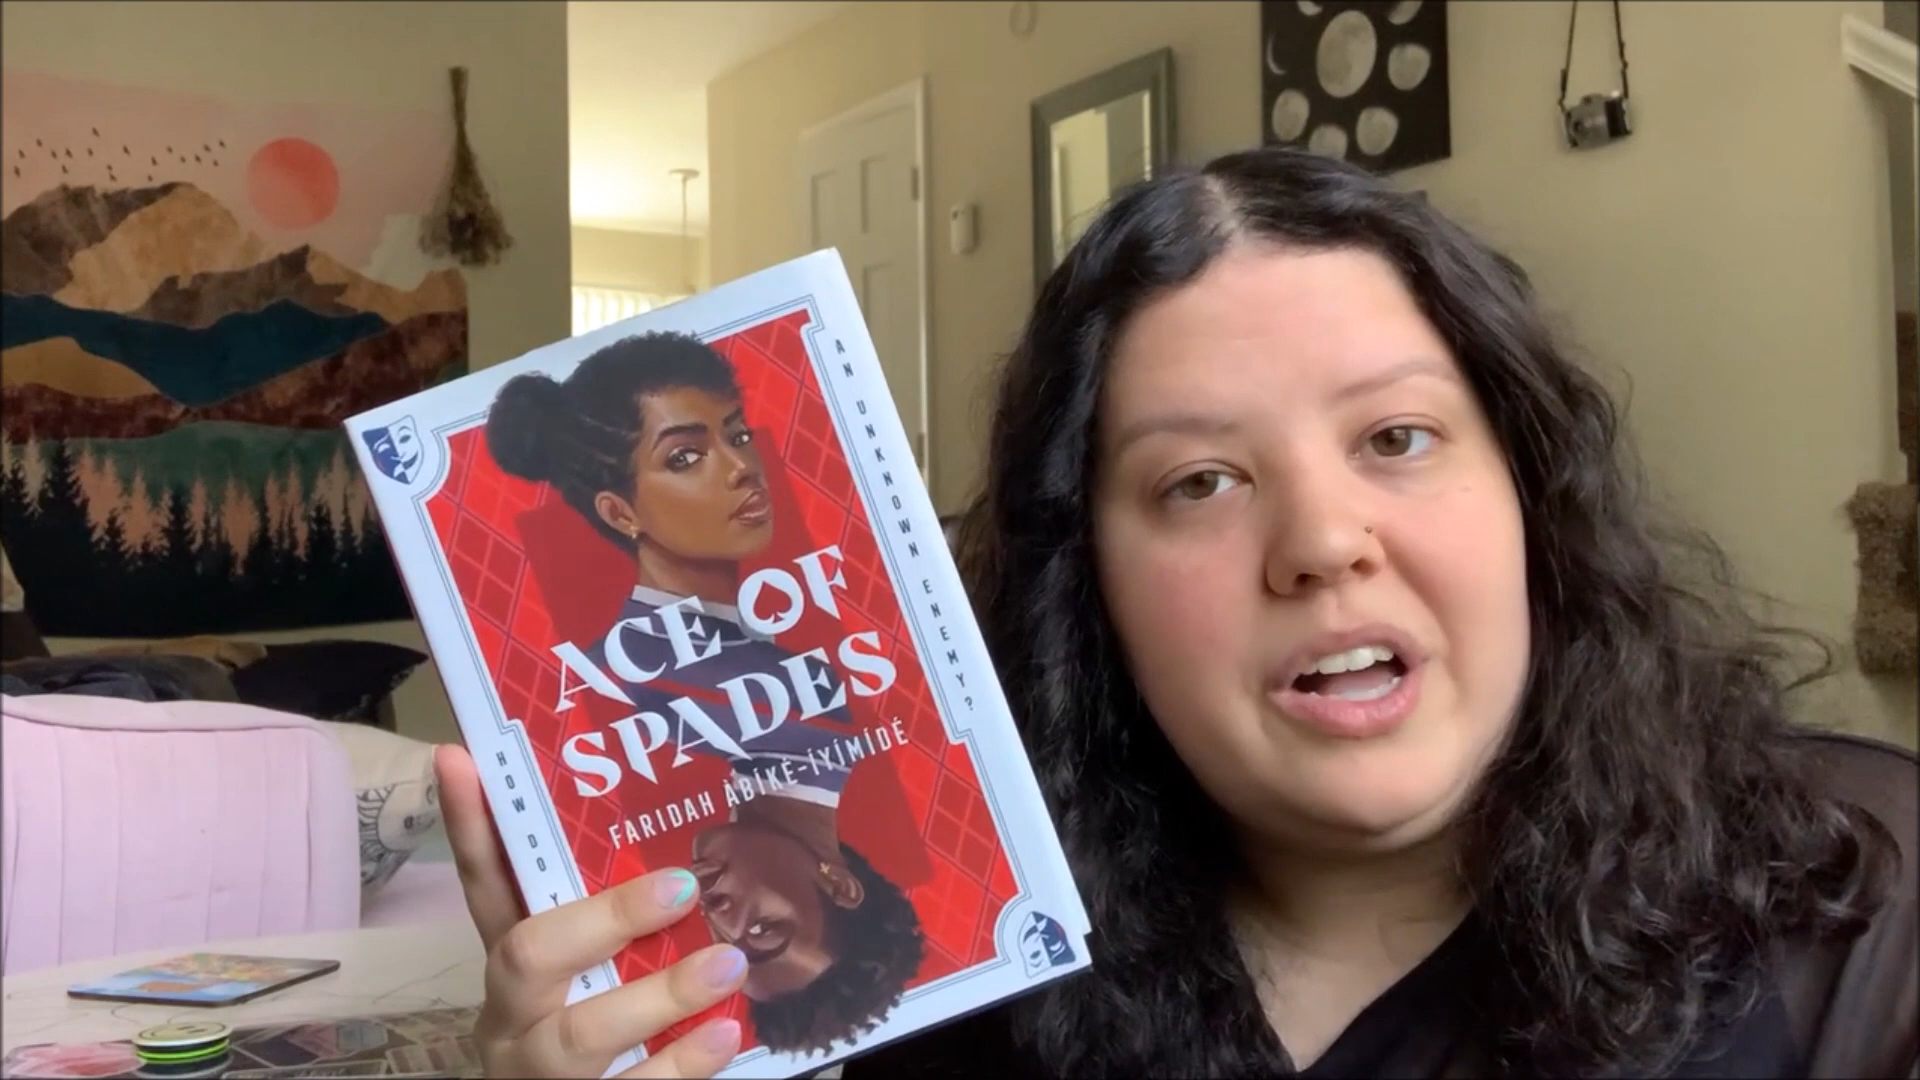 AN UNKNOWN ENEMY?
ACE OF
SPADES
FARIDAH ÀBÍKÉ-ÍYÍMÍDÉ
HOW DO Y
S